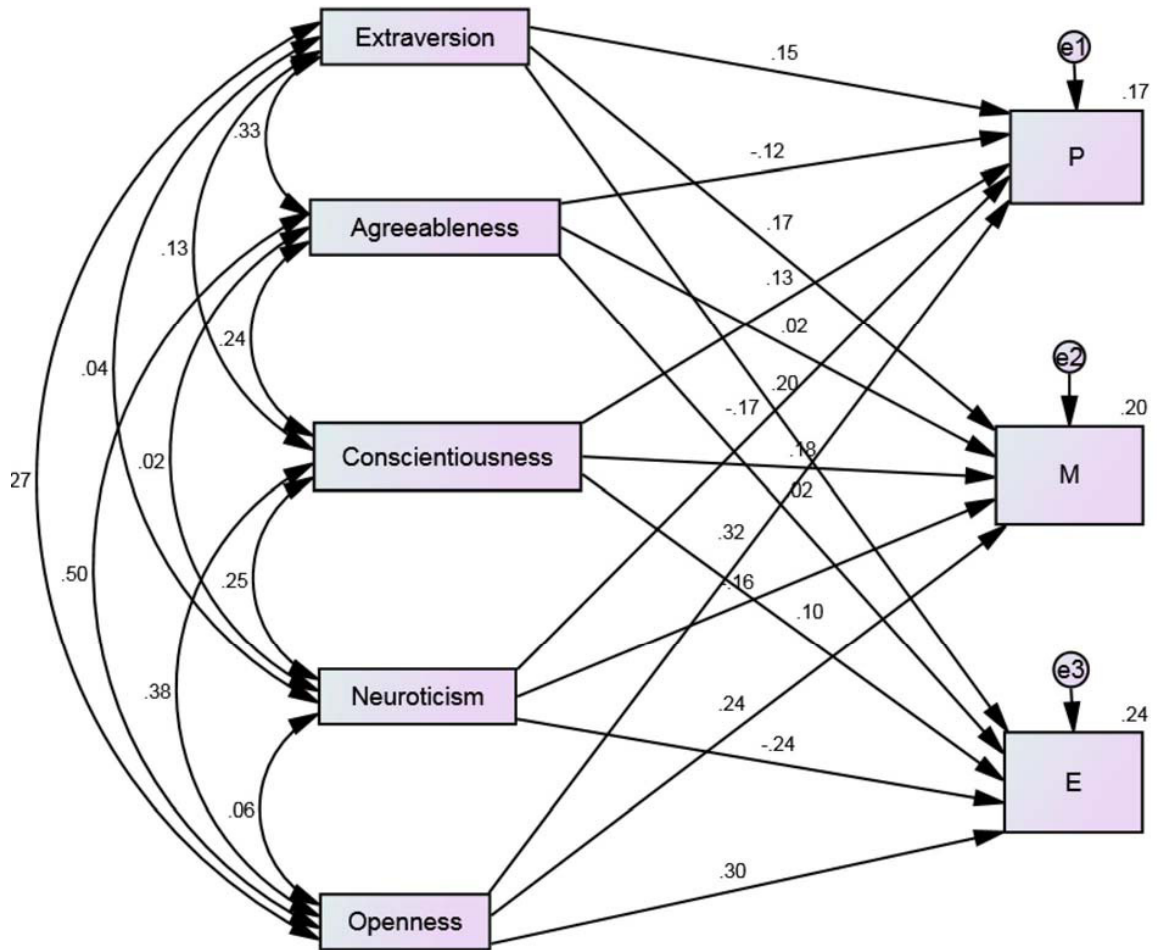 Extraversion
e1
.15
.17
P
.33
-.12
Agreeableness
.17
.13
.13
.02
.24
e2
.04
.20
-.17
.20
M
Conscientiousness
.18
.02
02
27
.32
.50
.25
-.16
.10
e3
.38
Neuroticism
.24
.24
-.24
E
.06
.30
Openness